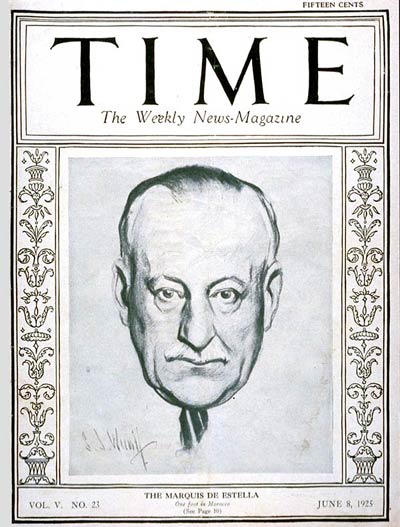 FIFTEEN CENTS
TIME
The Weekly News-Magazine
THE MARQUIS DE ESTELLA
One foot in Morocco
(See Page 10)
VOL. V. NO. 23
JUNE 8, 1925